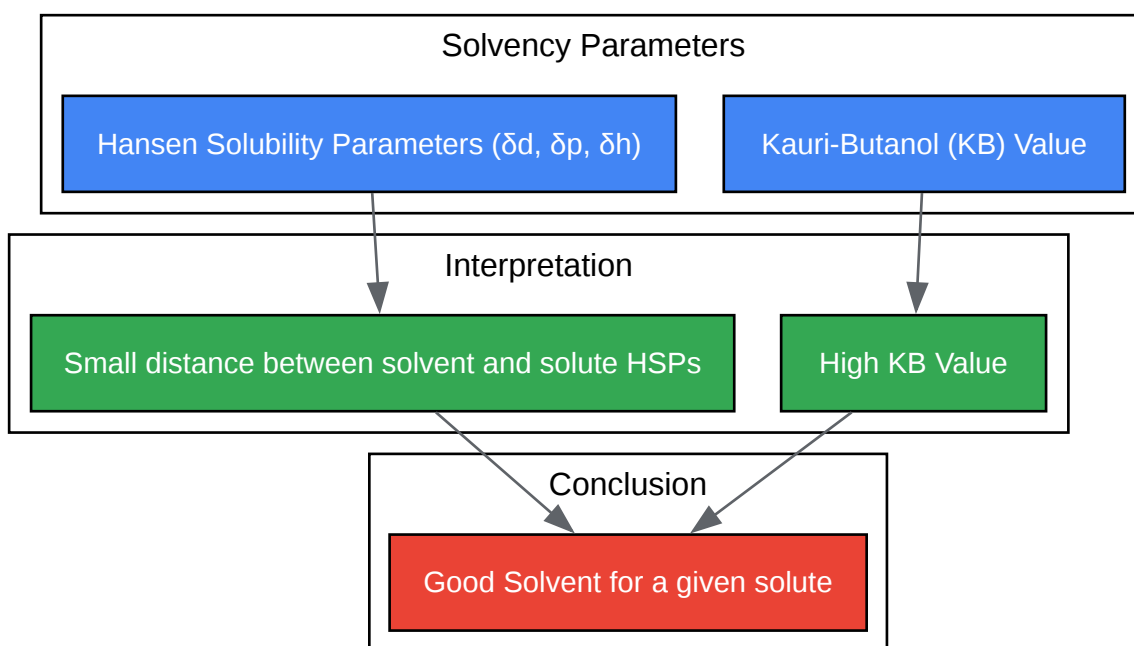 Solvency Parameters
Hansen Solubility Parameters (δd, δp, δh)
Kauri-Butanol (KB) Value
Interpretation
Small distance between solvent and solute HSPs
High KB Value
Conclusion
Good Solvent for a given solute